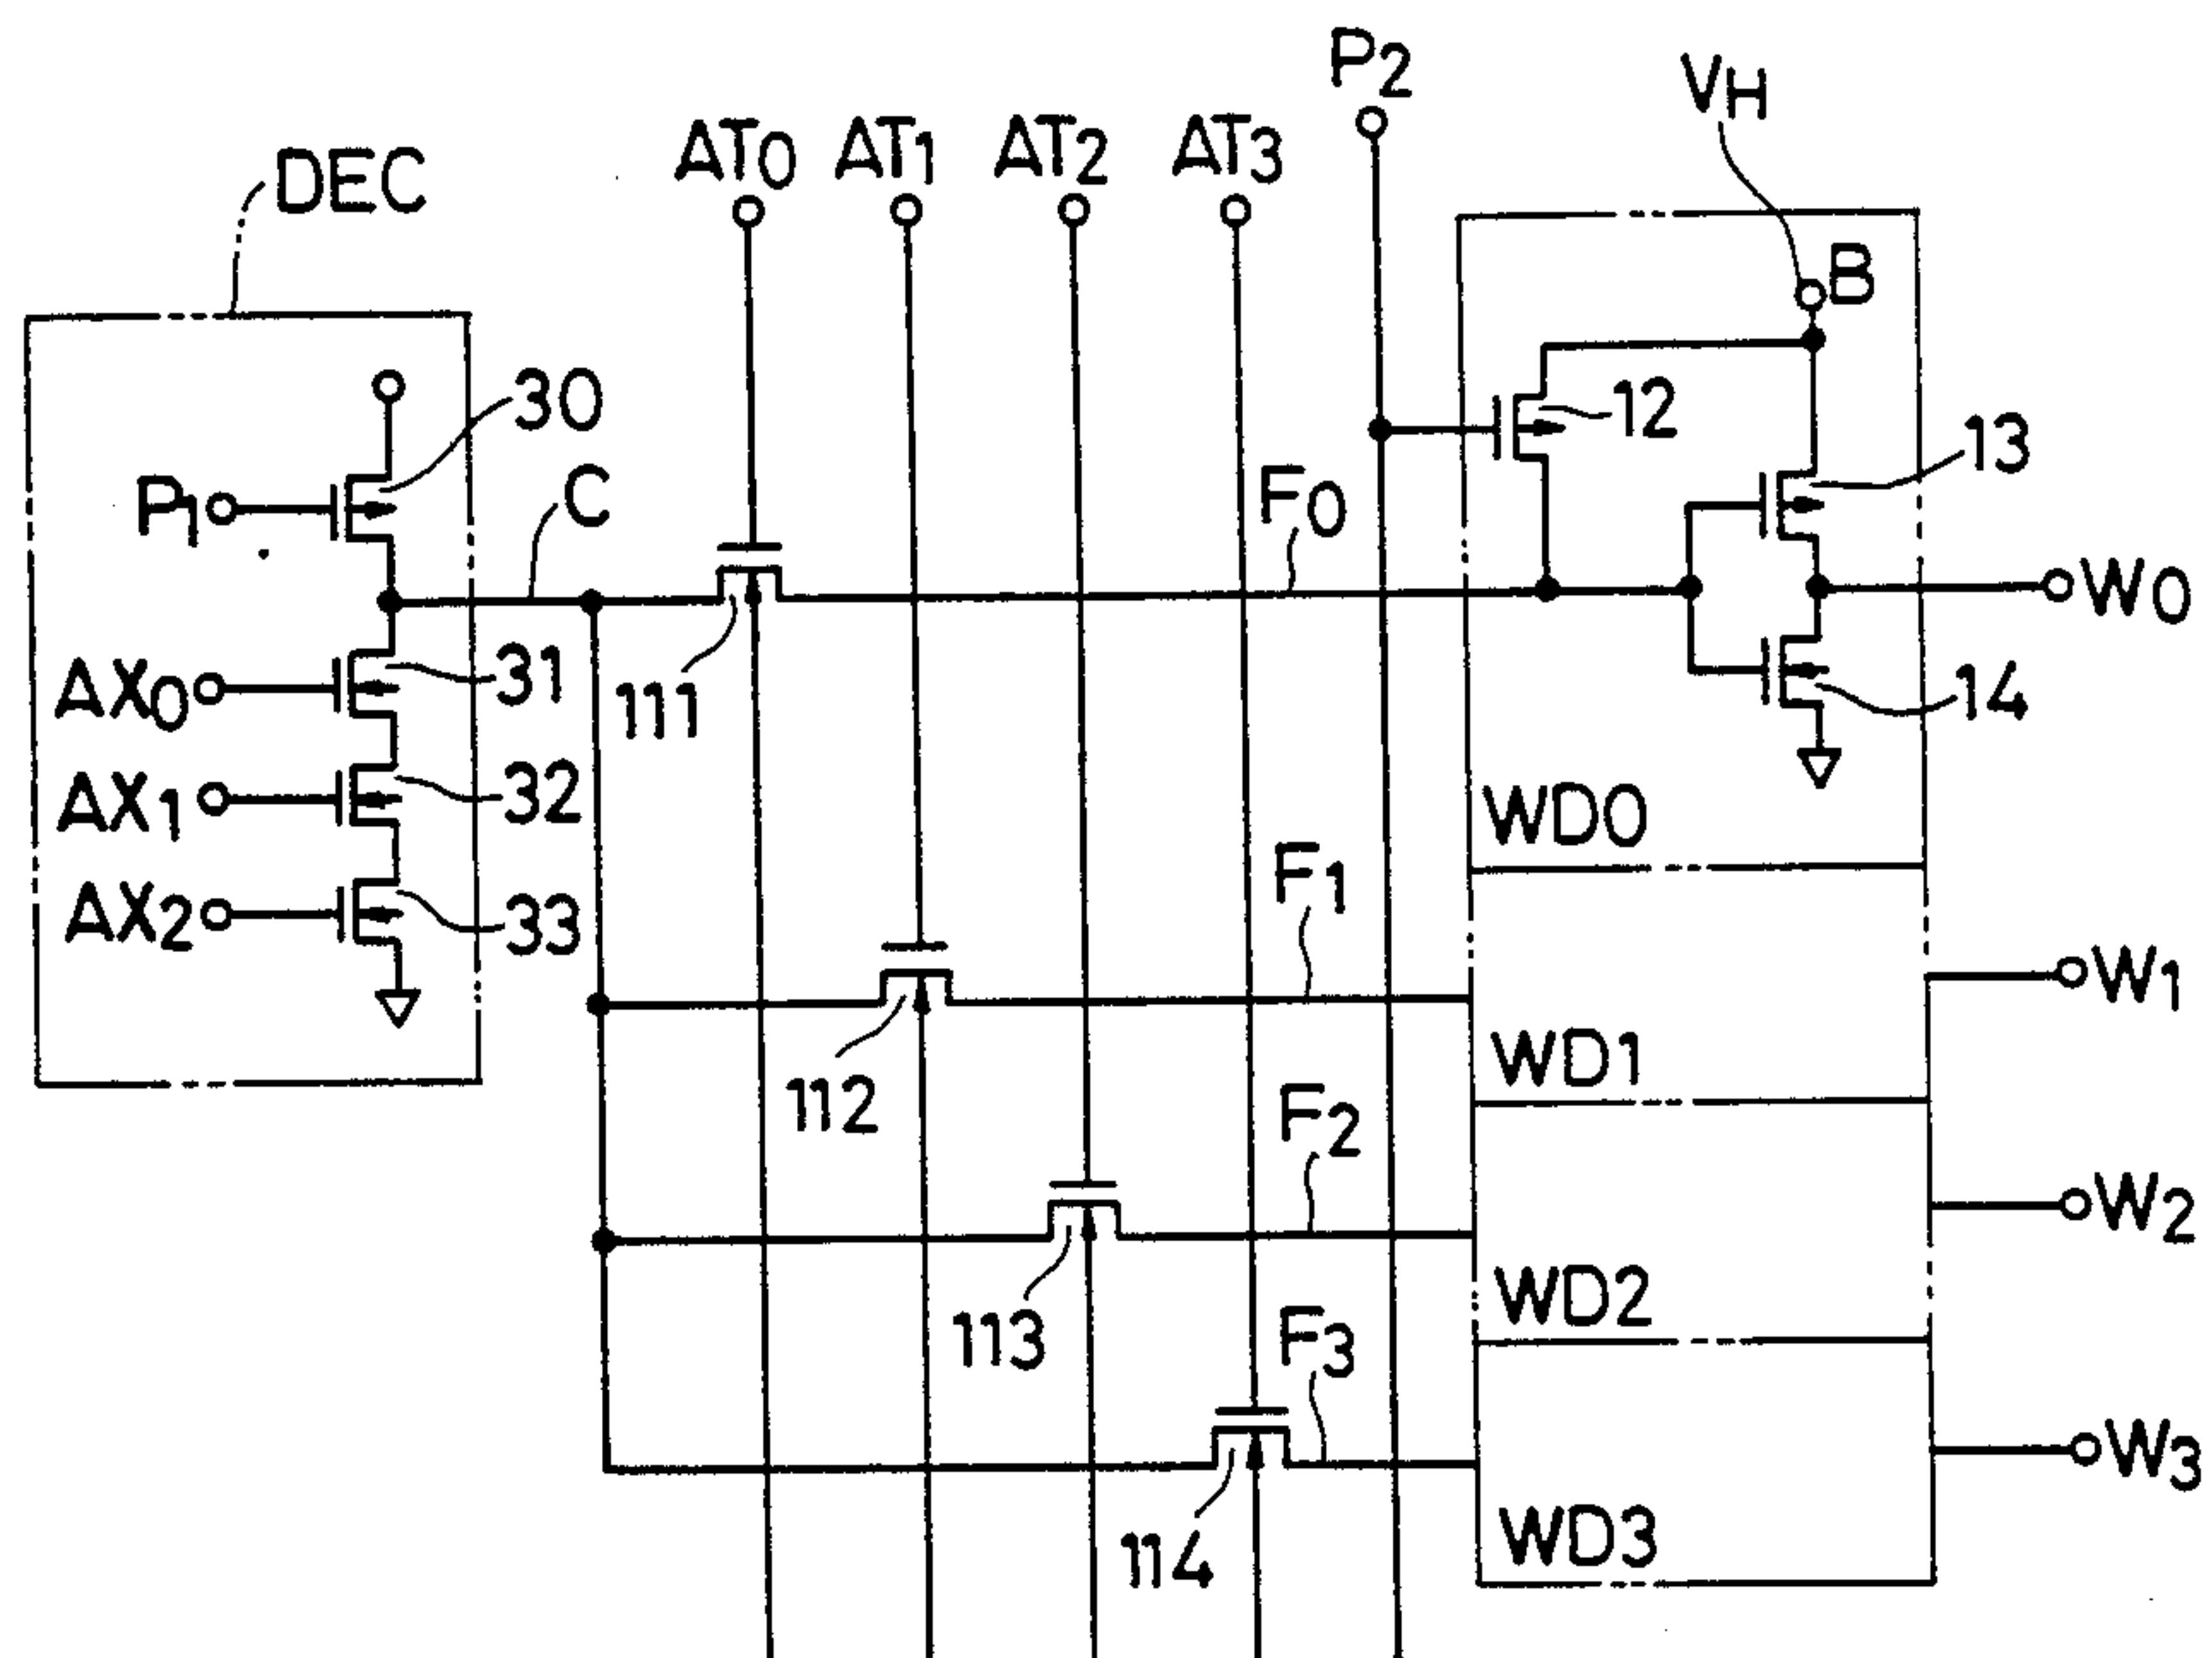 P2
VH
AT0 AT1 AT2 AT3
DEC
B
30
12
13
P1
C
F0
W0
AX0
31
111
14
AX1
32
WD0
F1
AX2
33
W1
WD1
112
F2
W2
WD2
113
F3
W3
WD3
114